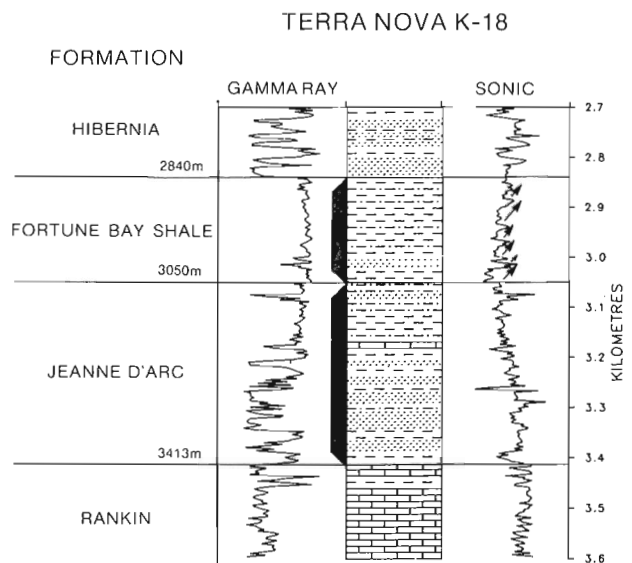 TERRA NOVA K-18
FORMATION
GAMMA RAY
SONIC
HIBERNIA
2840m
FORTUNE BAY SHALE
3050m
JEANNE D'ARC
3413m
RANKIN
2.7
2.8
2.9
3.0
3.1
3.2
3.3
3.4
3.5
3.6
KILOMETRES